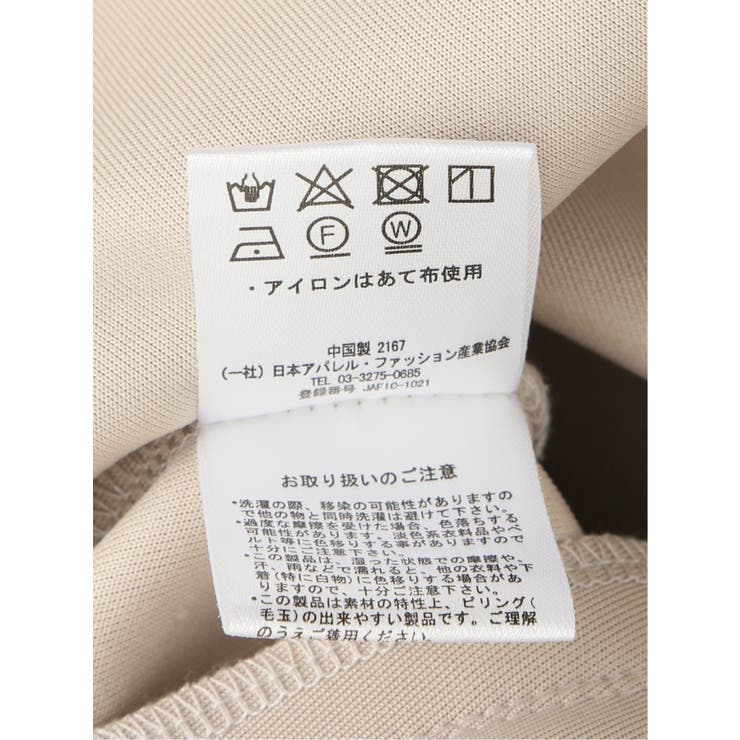 F W
・アイロンはあて布使用
中国製 2167
(一社) 日本アパレル・ファッション産業協会
TEL 03-3275-0685
登録番号 JAFIC-1021
お取り扱いのご注意
・洗濯の際、移染の可能性がありますの
で他の物と同時洗濯は避けて下さい。
・過度な摩擦を受けた場合、色落ちする
可能性があります。淡色系衣料品やベ
ルト等に色移りする事がありますので
十分にご注意下さい。
・この製品は、湿った状態での摩擦や、
汗、雨などで濡れると、他の衣料や下
着(特に白物)に色移りする場合があ
りますので、十分ご注意下さい。
・この製品は素材の特性上、ピリング(
毛玉)の出来やすい製品です。ご理解
のうえご着用ください。